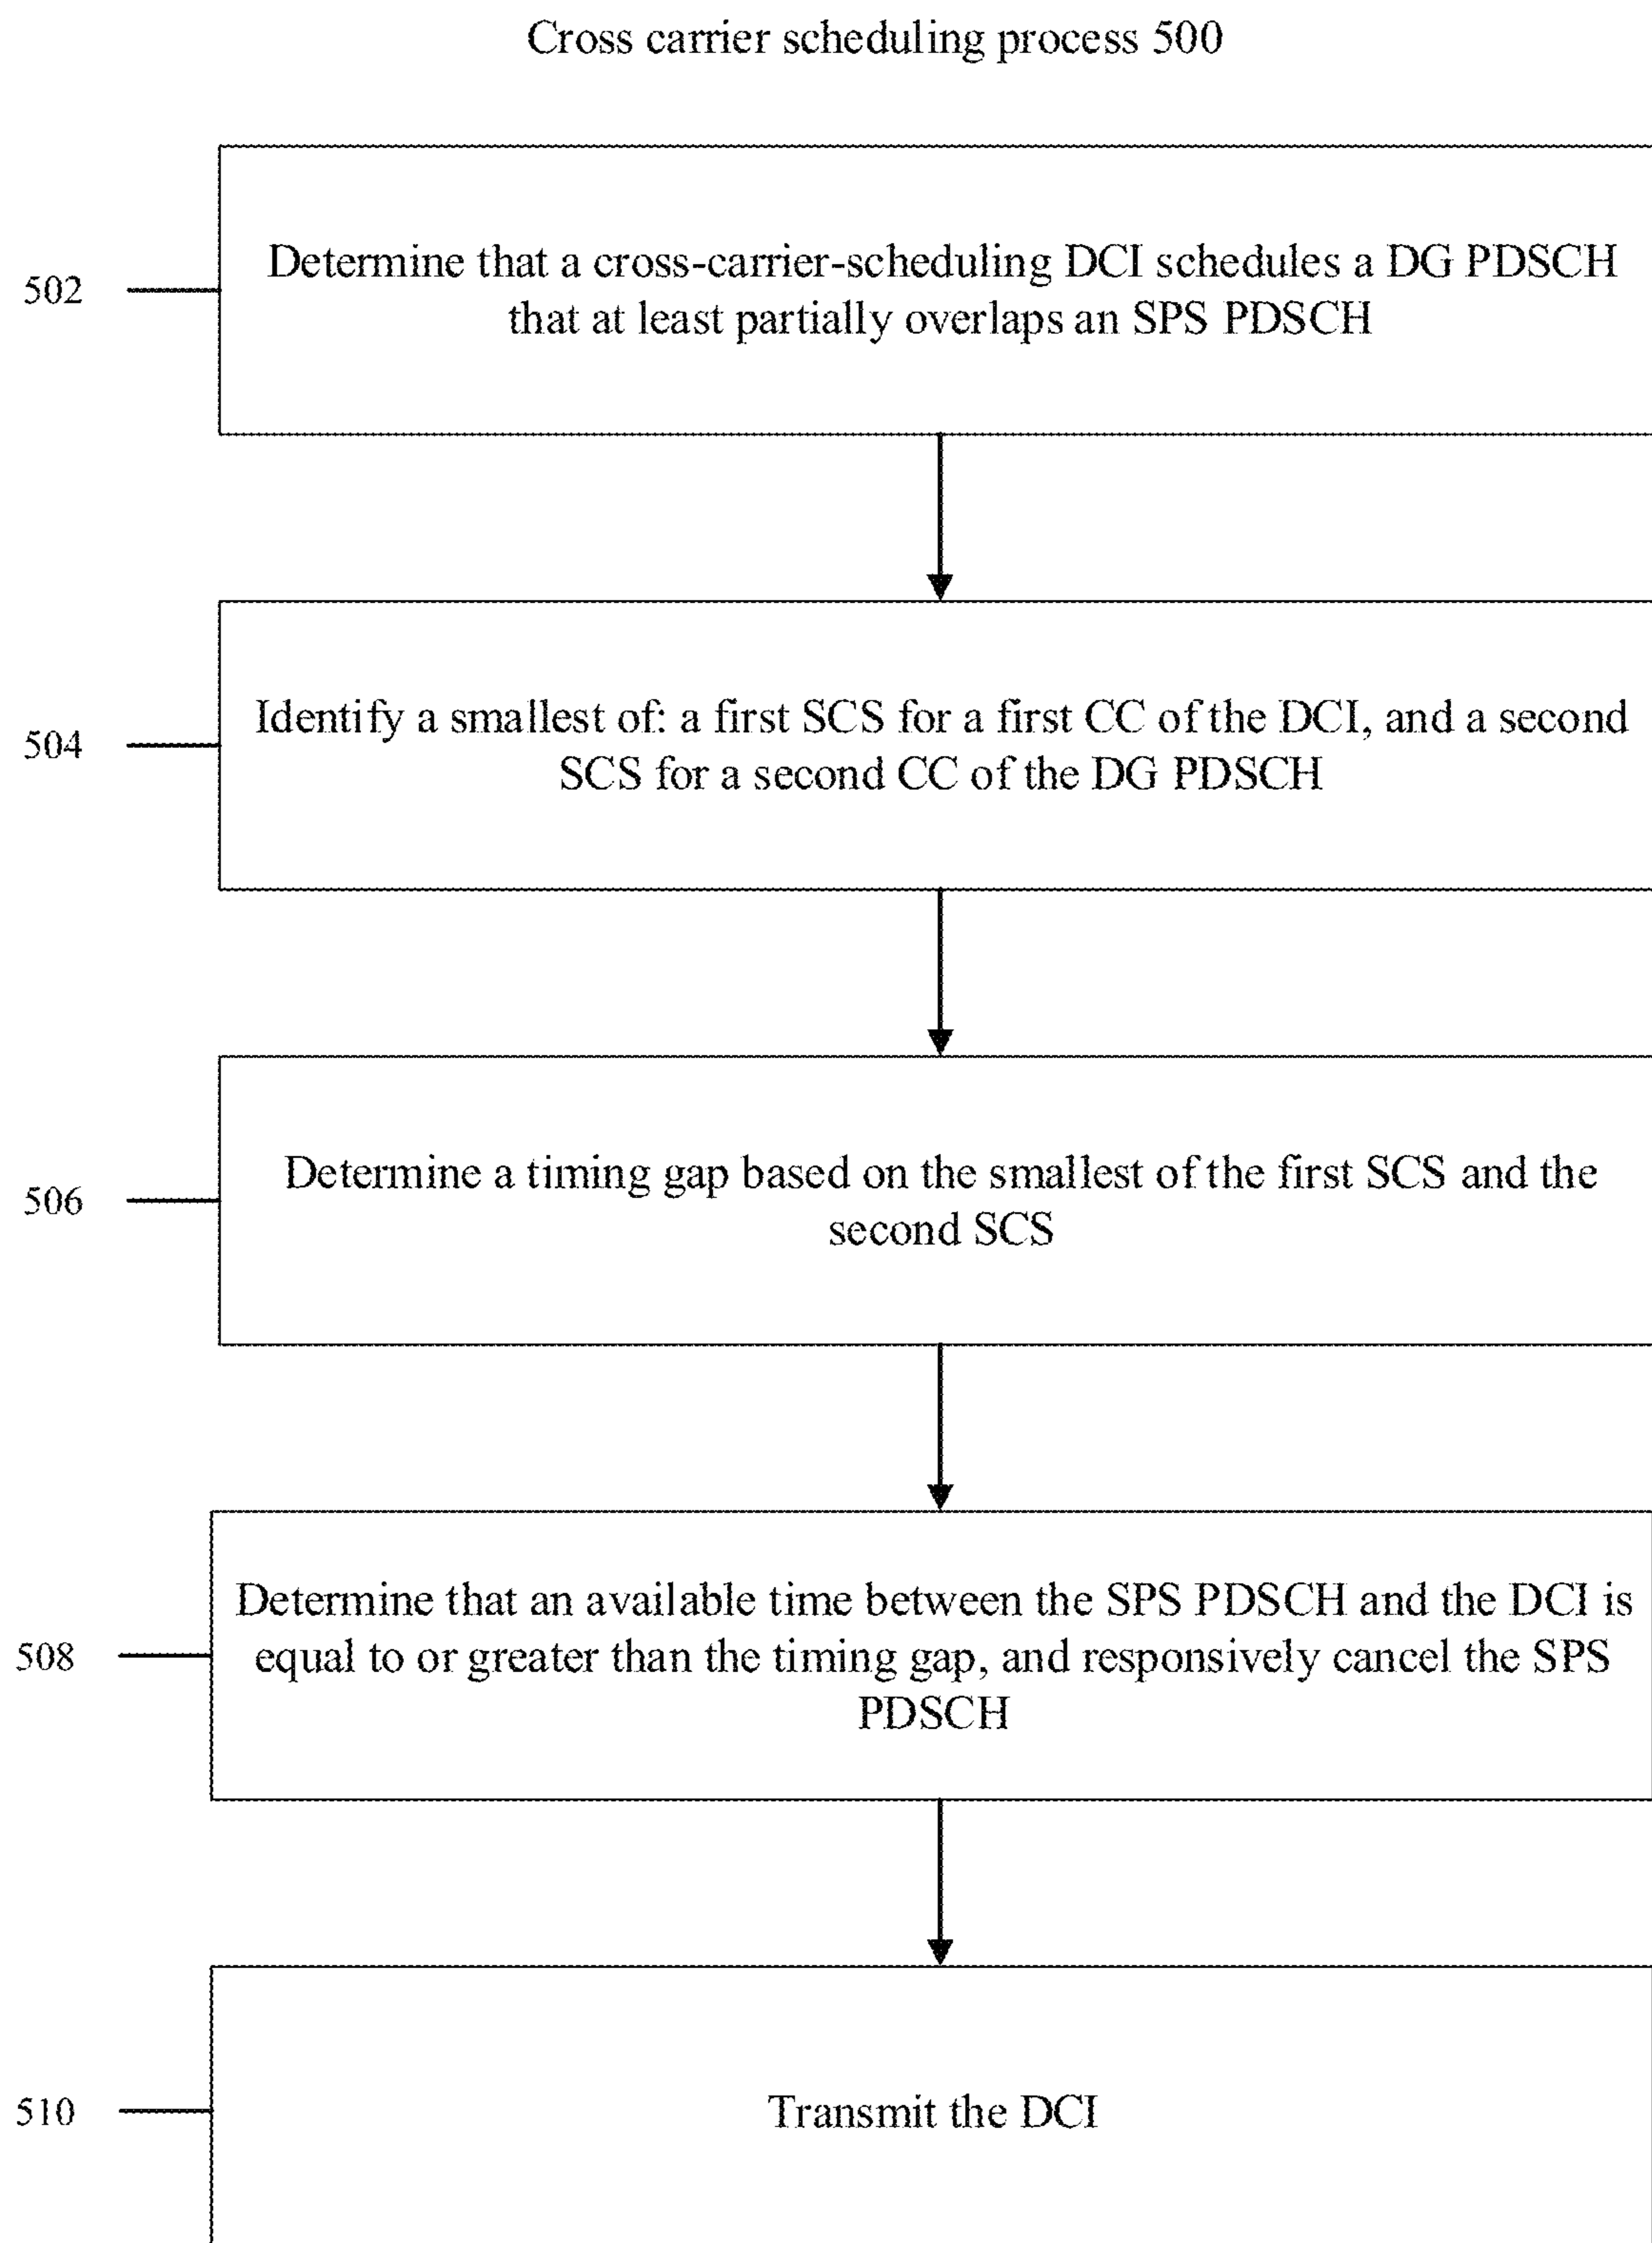 Cross carrier scheduling process 500
502
Determine that a cross-carrier-scheduling DCI schedules a DG PDSCH
that at least partially overlaps an SPS PDSCH
504
Identify a smallest of: a first SCS for a first CC of the DCI, and a second
SCS for a second CC of the DG PDSCH
506
Determine a timing gap based on the smallest of the first SCS and the
second SCS
508
Determine that an available time between the SPS PDSCH and the DCI is
equal to or greater than the timing gap, and responsively cancel the SPS
PDSCH
510
Transmit the DCI